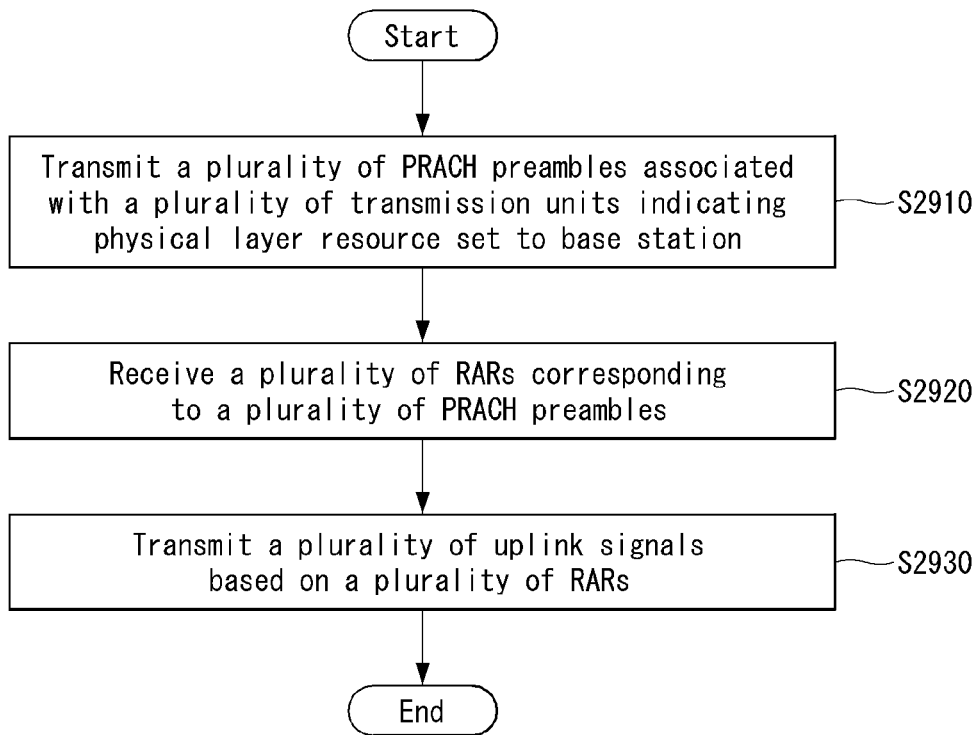 Start
Transmit a plurality of PRACH preambles associated
with a plurality of transmission units indicating
physical layer resource set to base station
S2910
Receive a plurality of RARs corresponding
to a plurality of PRACH preambles
S2920
Transmit a plurality of uplink signals
based on a plurality of RARs
S2930
End